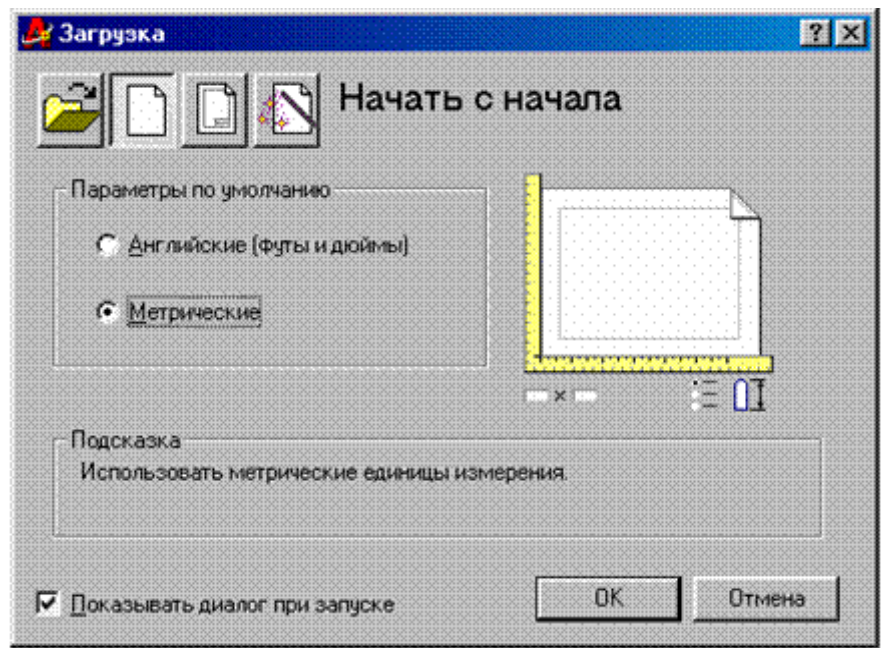 Загрузка
Начать с начала
Параметры по умолчанию
Английские (футы и дюймы)
Метрические
Подсказка
Использовать метрические единицы измерения.
Показывать диалог при запуске
OK
Отмена